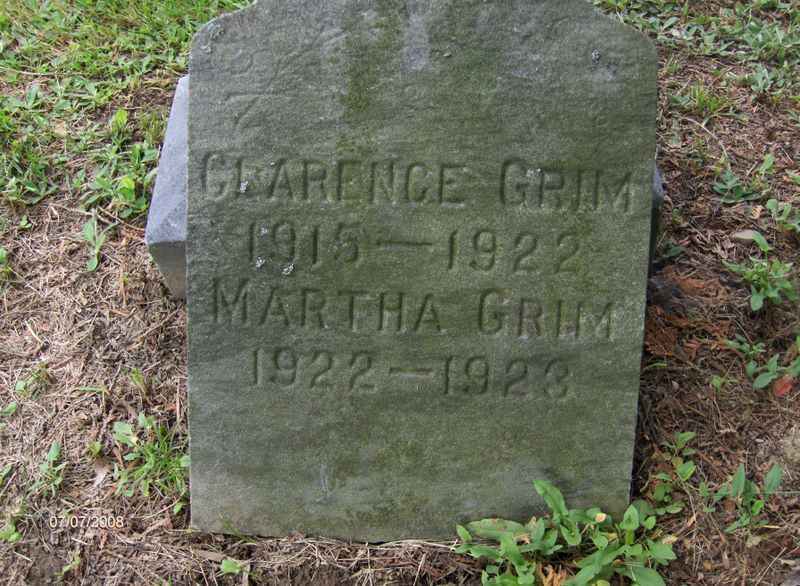 CLARENCE GRIM
1915—1922
MARTHA GRIM
1922—1923
07/07/2008